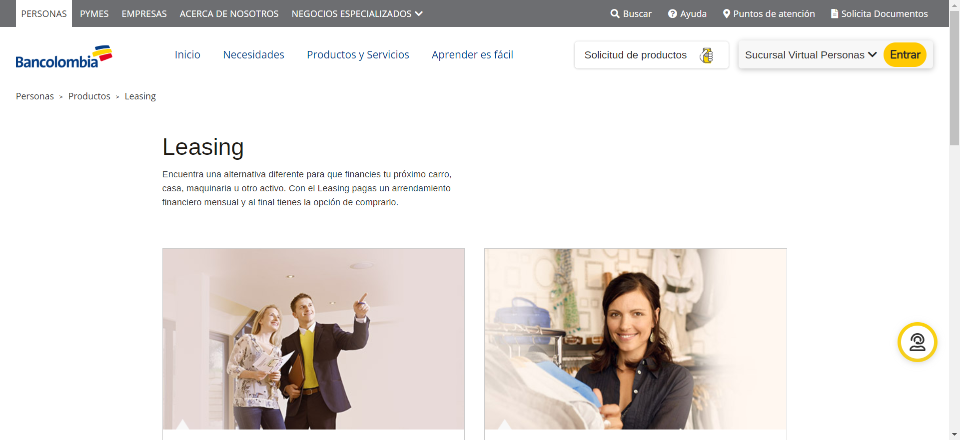 PERSONAS PYMES EMPRESAS ACERCA DE NOSOTROS NEGOCIOS ESPECIALIZADOS Buscar Ayuda Puntos de atención Solicita Documentos
Bancolombia Inicio Necesidades Productos y Servicios Aprender es fácil Solicitud de productos Sucursal Virtual Personas Entrar
Personas > Productos > Leasing
Leasing
Encuentra una alternativa diferente para que financies tu próximo carro,
casa, maquinaria u otro activo. Con el Leasing pagas un arrendamiento
financiero mensual y al final tienes la opción de comprarlo.